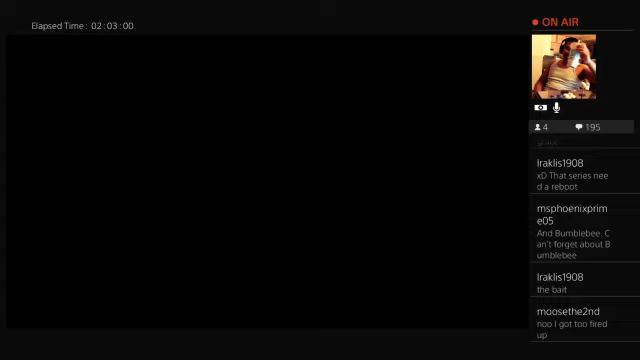 Elapsed Time : 02 : 03 : 00
ON AIR
4
195
grace
lraklis1908
xD That series nee
d a reboot
msphoenixprim
e05
And Bumblebee. C
an't forget about B
umblebee
lraklis1908
the bait
moosethe2nd
noo I got too fired
up